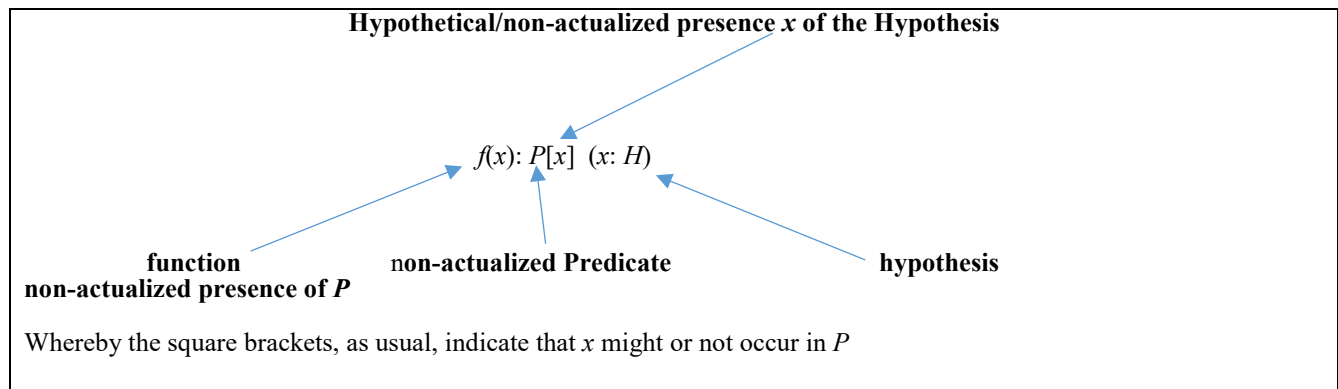 Hypothetical/non-actualized presence x of the Hypothesis
f(x): P[x] (x: H)
function non-actualized Predicate hypothesis
non-actualized presence of P
Whereby the square brackets, as usual, indicate that x might or not occur in P